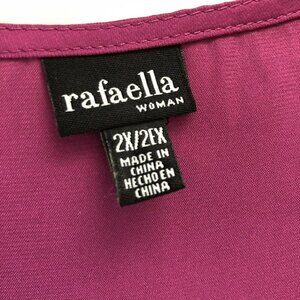 rafaella
WOMAN
2X/2EX
MADE IN
CHINA
HECHO EN
CHINA